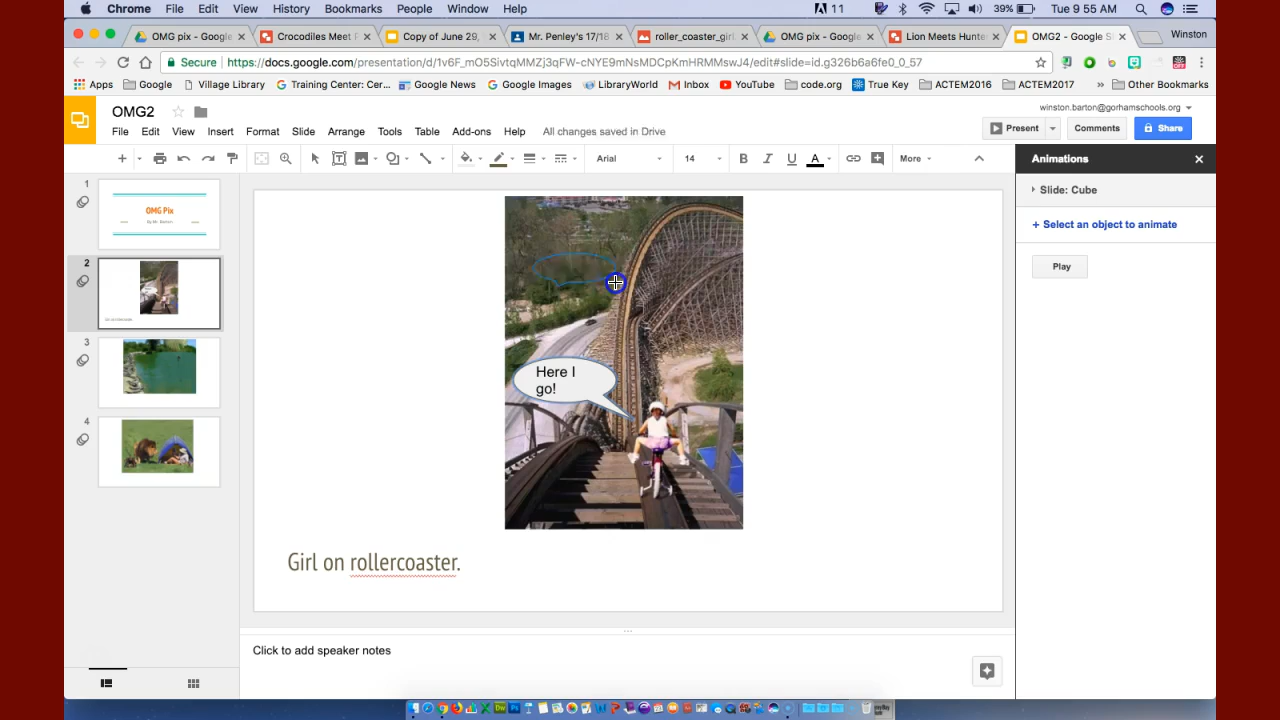 Chrome File Edit View History Bookmarks People Window Help 11 39% Tue 9 55 AM
OMG pix - Google Crocodiles Meet Copy of June 29, Mr. Penley's 17/18 roller_coaster_girl OMG pix - Google Lion Meets Hunte OMG2 - Google Sl Winston
Secure https://docs.google.com/presentation/d/1v6F_mO5SivtqMMZj3qFW-cNYE9mNsMDCpKmHRMMswJ4/edit#slide=id.g326b6a6fe0_0_57
Apps Google Village Library Training Center: Cer... Google News Google Images LibraryWorld Inbox YouTube code.org True Key ACTEM2016 ACTEM2017 Other Bookmarks
OMG2
winston.barton@gorhamschools.org
File Edit View Insert Format Slide Arrange Tools Table Add-ons Help All changes saved in Drive
Present Comments Share
Arial 14 B I U A More
Animations
Slide: Cube
+ Select an object to animate
Play
1
OMG Pix
2
3
4
Here I
go!
Girl on rollercoaster.
Click to add speaker notes